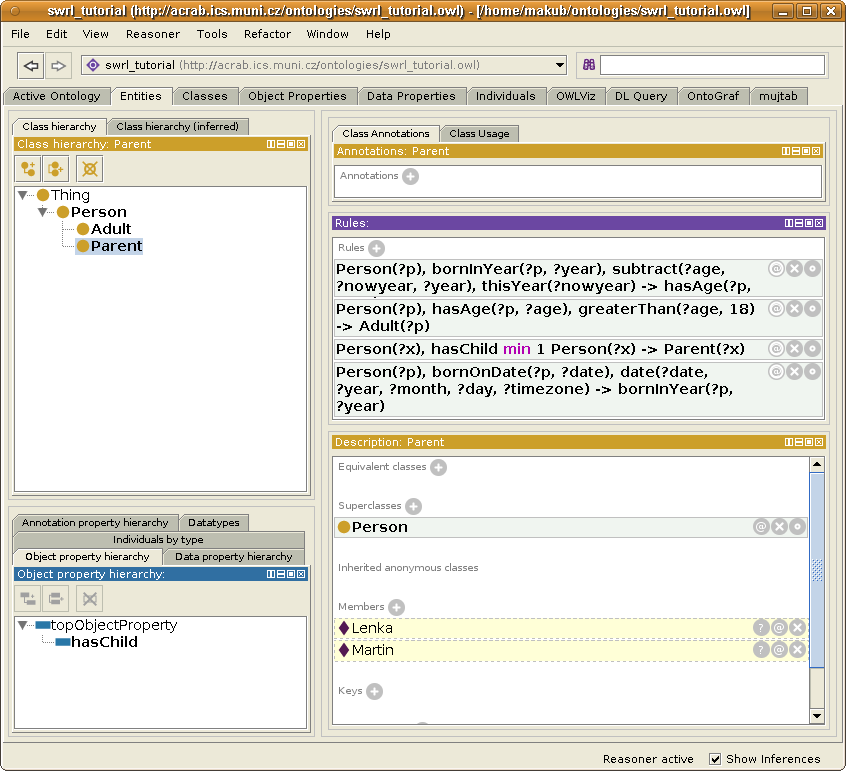 swrl_tutorial (http://acrab.ics.muni.cz/ontologies/swrl_tutorial.owl) - [/home/makub/ontologies/swrl_tutorial.owl]
File Edit View Reasoner Tools Refactor Window Help
swrl_tutorial (http://acrab.ics.muni.cz/ontologies/swrl_tutorial.owl)
Active Ontology Entities Classes Object Properties Data Properties Individuals OWLViz DL Query OntoGraf mujtab
Class hierarchy Class hierarchy (inferred)
Class hierarchy: Parent
Thing
Person
Adult
Parent
Annotation property hierarchy Datatypes
Individuals by type
Object property hierarchy Data property hierarchy
Object property hierarchy:
topObjectProperty
hasChild
Class Annotations Class Usage
Annotations: Parent
Annotations
Rules:
Rules
Person(?p), bornInYear(?p, ?year), subtract(?age,
?nowyear, ?year), thisYear(?nowyear) -> hasAge(?p,
Person(?p), hasAge(?p, ?age), greaterThan(?age, 18)
-> Adult(?p)
Person(?x), hasChild min 1 Person(?x) -> Parent(?x)
Person(?p), bornOnDate(?p, ?date), date(?date,
?year, ?month, ?day, ?timezone) -> bornInYear(?p,
?year)
Description: Parent
Equivalent classes
Superclasses
Person
Inherited anonymous classes
Members
Lenka
Martin
Keys
Reasoner active Show Inferences